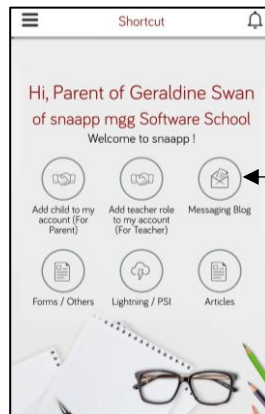 Shortcut
Hi, Parent of Geraldine Swan
of snaapp mgg Software School
Welcome to snaapp !
Add child to my
account (For
Parent)
Add teacher role
to my account
(For Teacher)
Messaging Blog
Forms / Others
Lightning / PSI
Articles